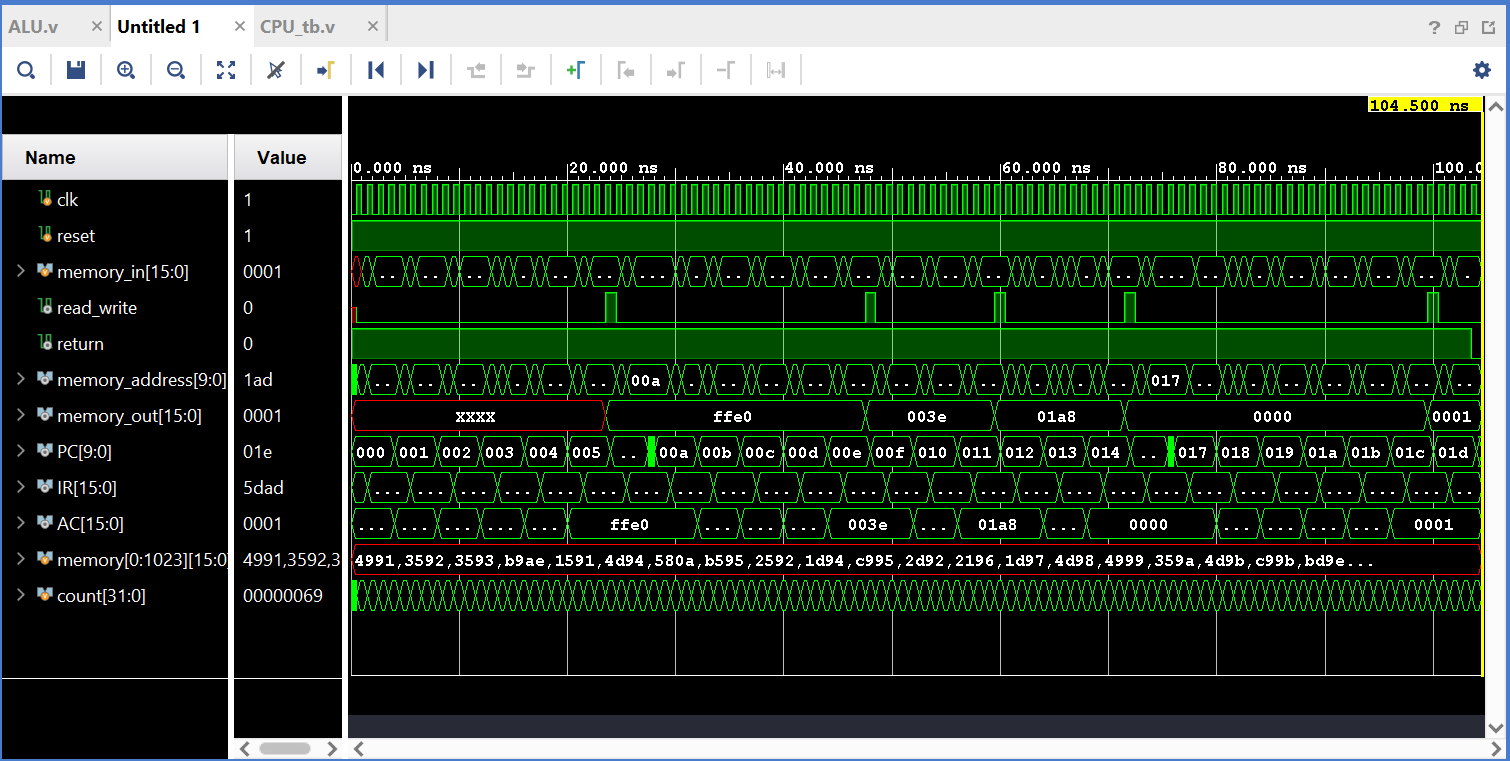 ALU.v × Untitled 1 × CPU_tb.v × ?
104.500 ns
Name Value
0.000 ns 20.000 ns 40.000 ns 60.000 ns 80.000 ns 100.0
clk 1
reset 1
memory_in[15:0] 0001
read_write 0
return 0
memory_address[9:0] 1ad 00a 017
memory_out[15:0] 0001 XXXX ffe0 003e 01a8 0000 0001
PC[9:0] 01e 000 001 002 003 004 005 .. 00a 00b 00c 00d 00e 00f 010 011 012 013 014 .. 017 018 019 01a 01b 01c 01d
IR[15:0] 5dad
AC[15:0] 0001 ... ... ... ... ... ffe0 ... ... ... 003e ... 01a8 ... 0000 ... ... ... ... 0001
memory[0:1023][15:0] 4991,3592,3 4991,3592,3593,b9ae,1591,4d94,580a,b595,2592,1d94,c995,2d92,2196,1d97,4d98,4999,359a,4d9b,c99b,bd9e...
count[31:0] 00000069